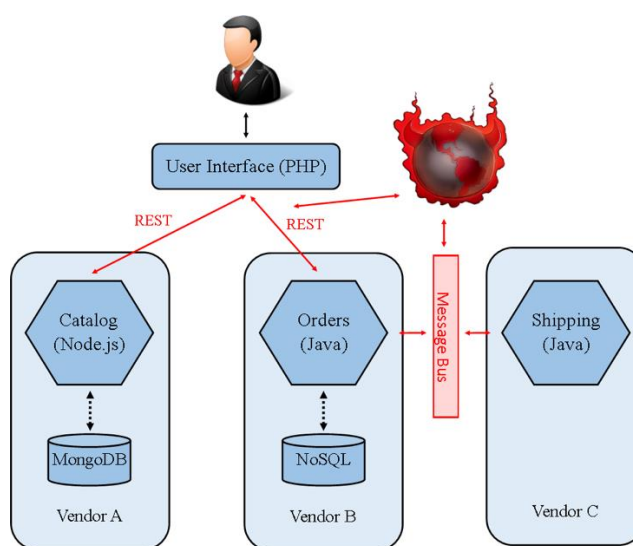 User Interface (PHP)
REST
REST
Catalog
(Node.js)
Orders
(Java)
Message Bus
Shipping
(Java)
MongoDB
NoSQL
Vendor A
Vendor B
Vendor C